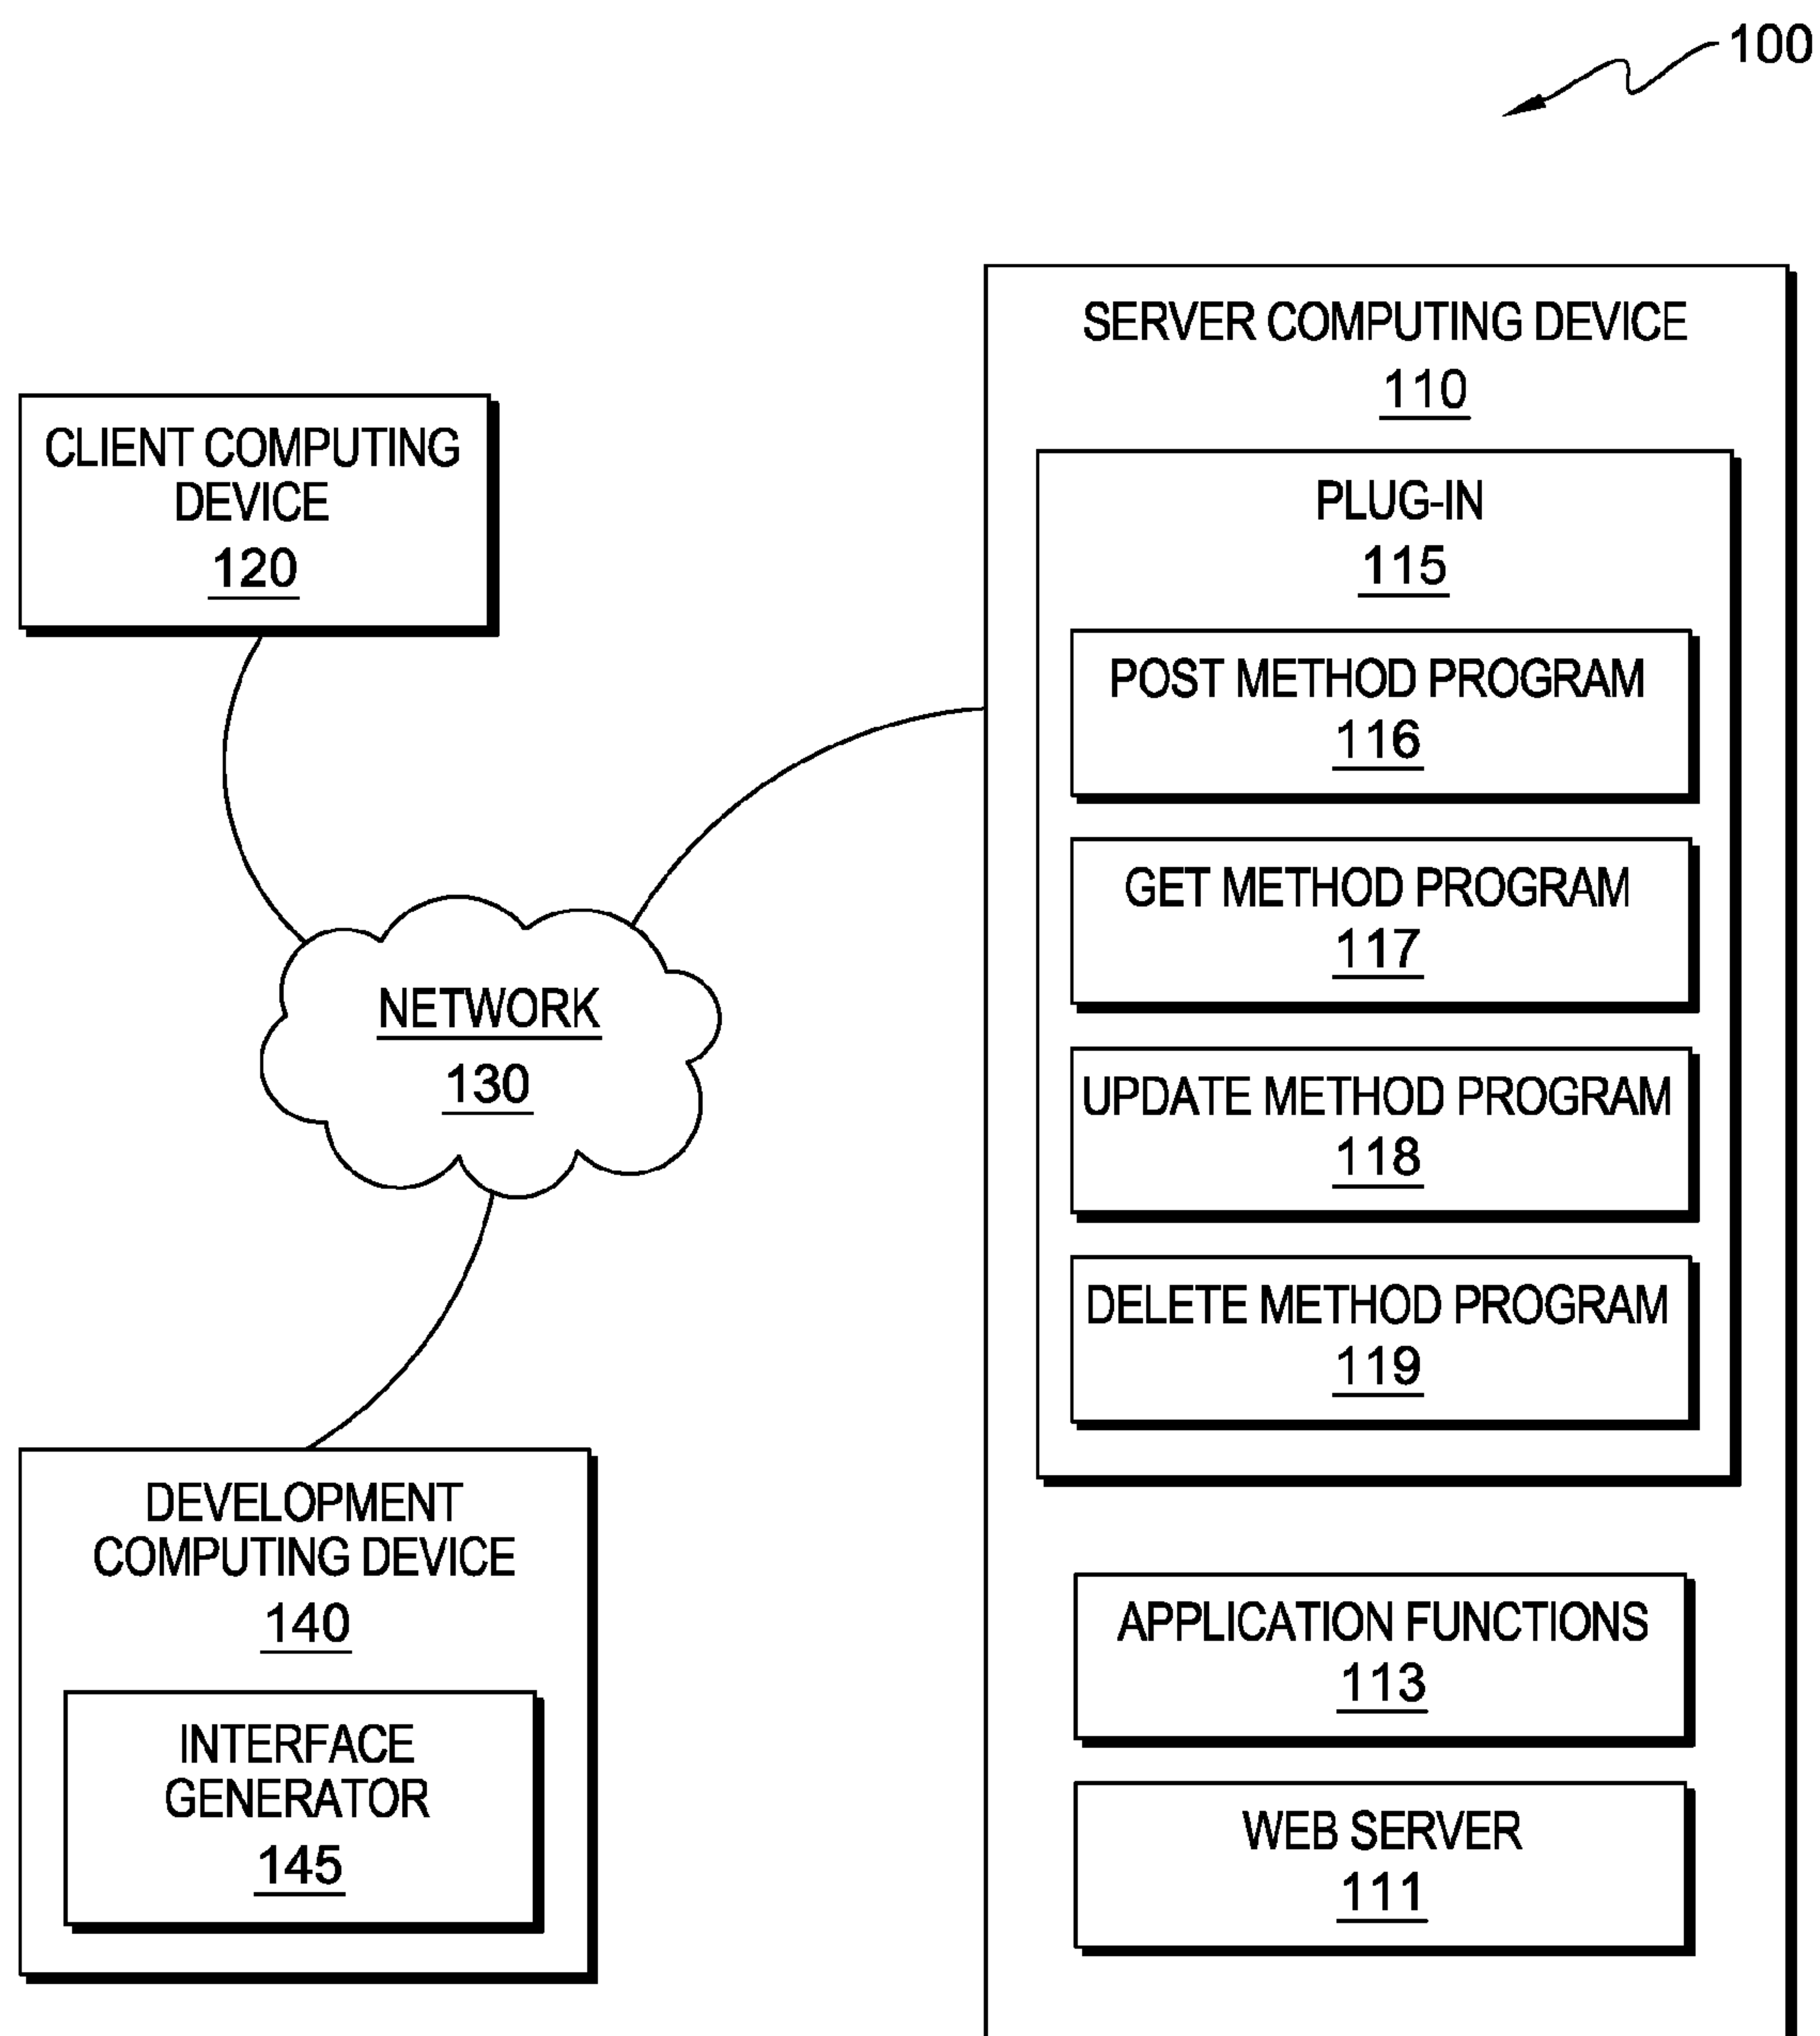 100
SERVER COMPUTING DEVICE
110
PLUG-IN
115
POST METHOD PROGRAM
116
GET METHOD PROGRAM
117
UPDATE METHOD PROGRAM
118
DELETE METHOD PROGRAM
119
APPLICATION FUNCTIONS
113
WEB SERVER
111
CLIENT COMPUTING
DEVICE
120
NETWORK
130
DEVELOPMENT
COMPUTING DEVICE
140
INTERFACE
GENERATOR
145